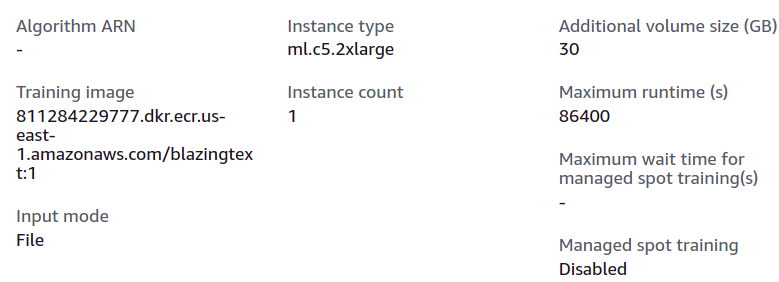 Algorithm ARN
-
Training image
811284229777.dkr.ecr.us-
east-
1.amazonaws.com/blazingtex
t:1
Input mode
File
Instance type
ml.c5.2xlarge
Instance count
1
Additional volume size (GB)
30
Maximum runtime (s)
86400
Maximum wait time for
managed spot training(s)
-
Managed spot training
Disabled